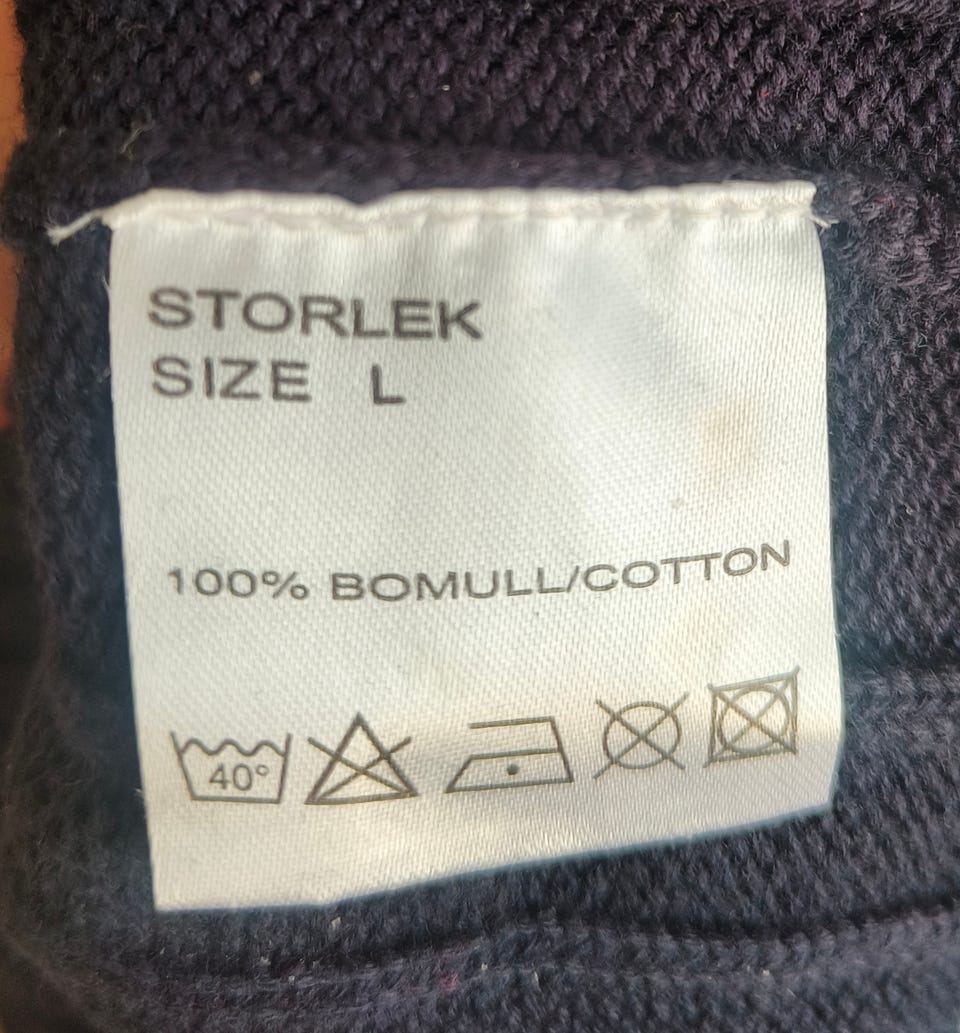 STORLEK
SIZE L
100% BOMULL/COTTON
40°